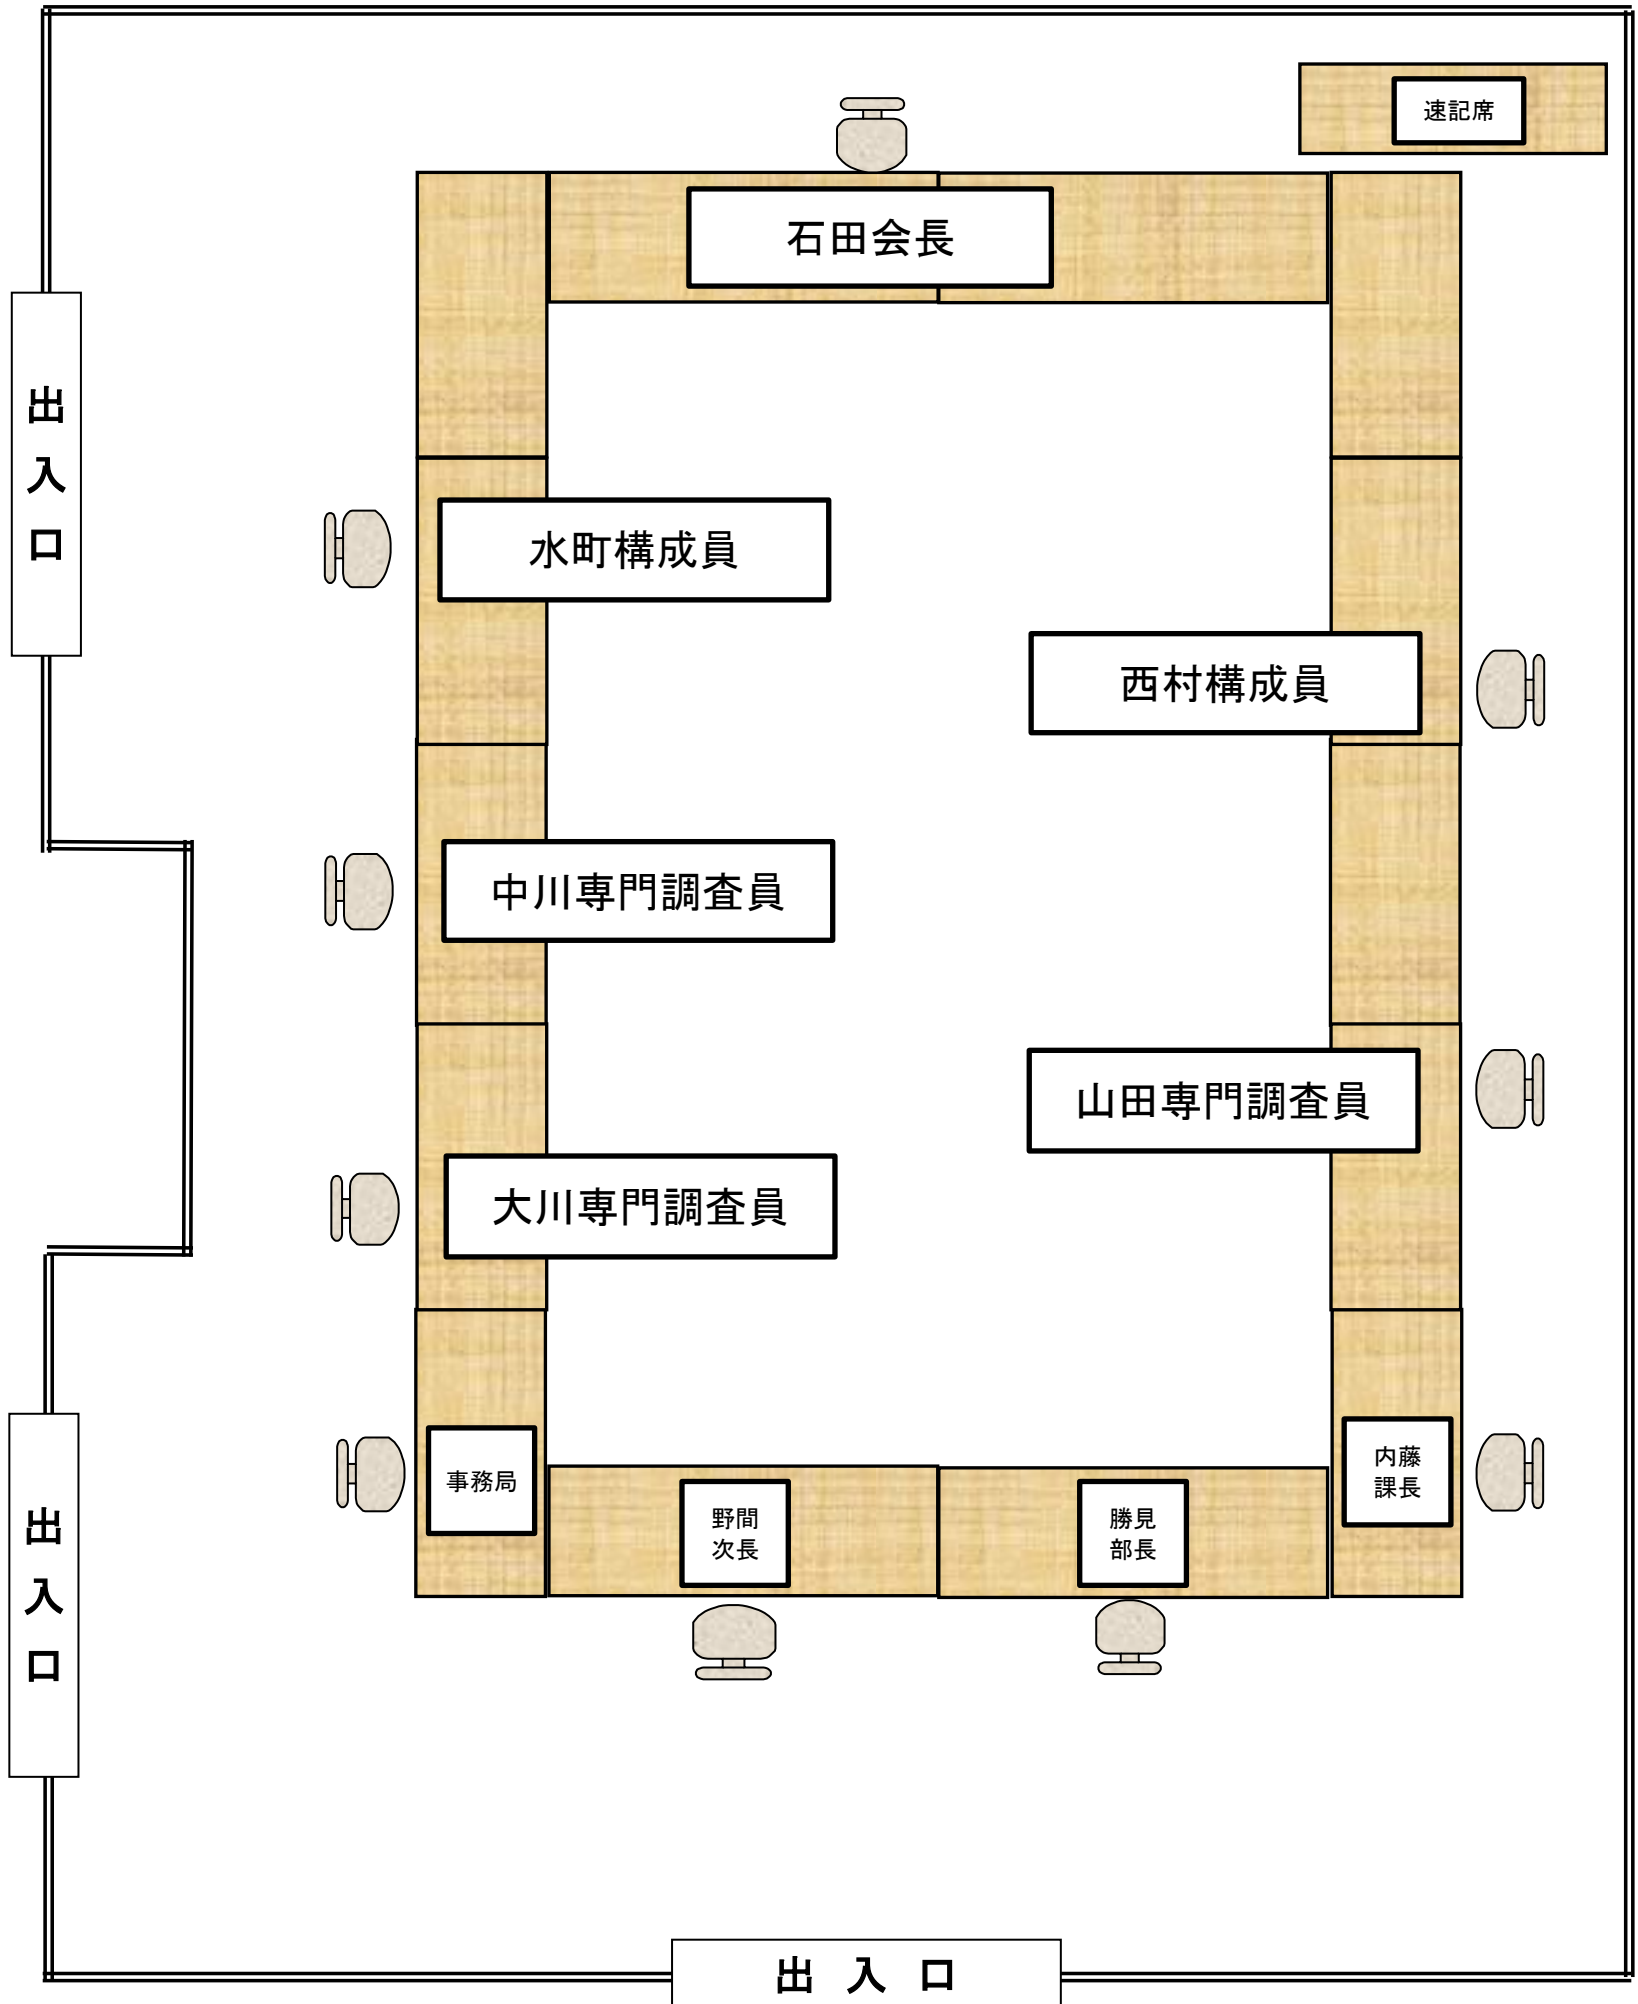 速記席
石田会長
出入口
水町構成員
西村構成員
中川専門調査員
山田専門調査員
大川専門調査員
事務局
野間
次長
勝見
部長
内藤
課長
出入口
出入口